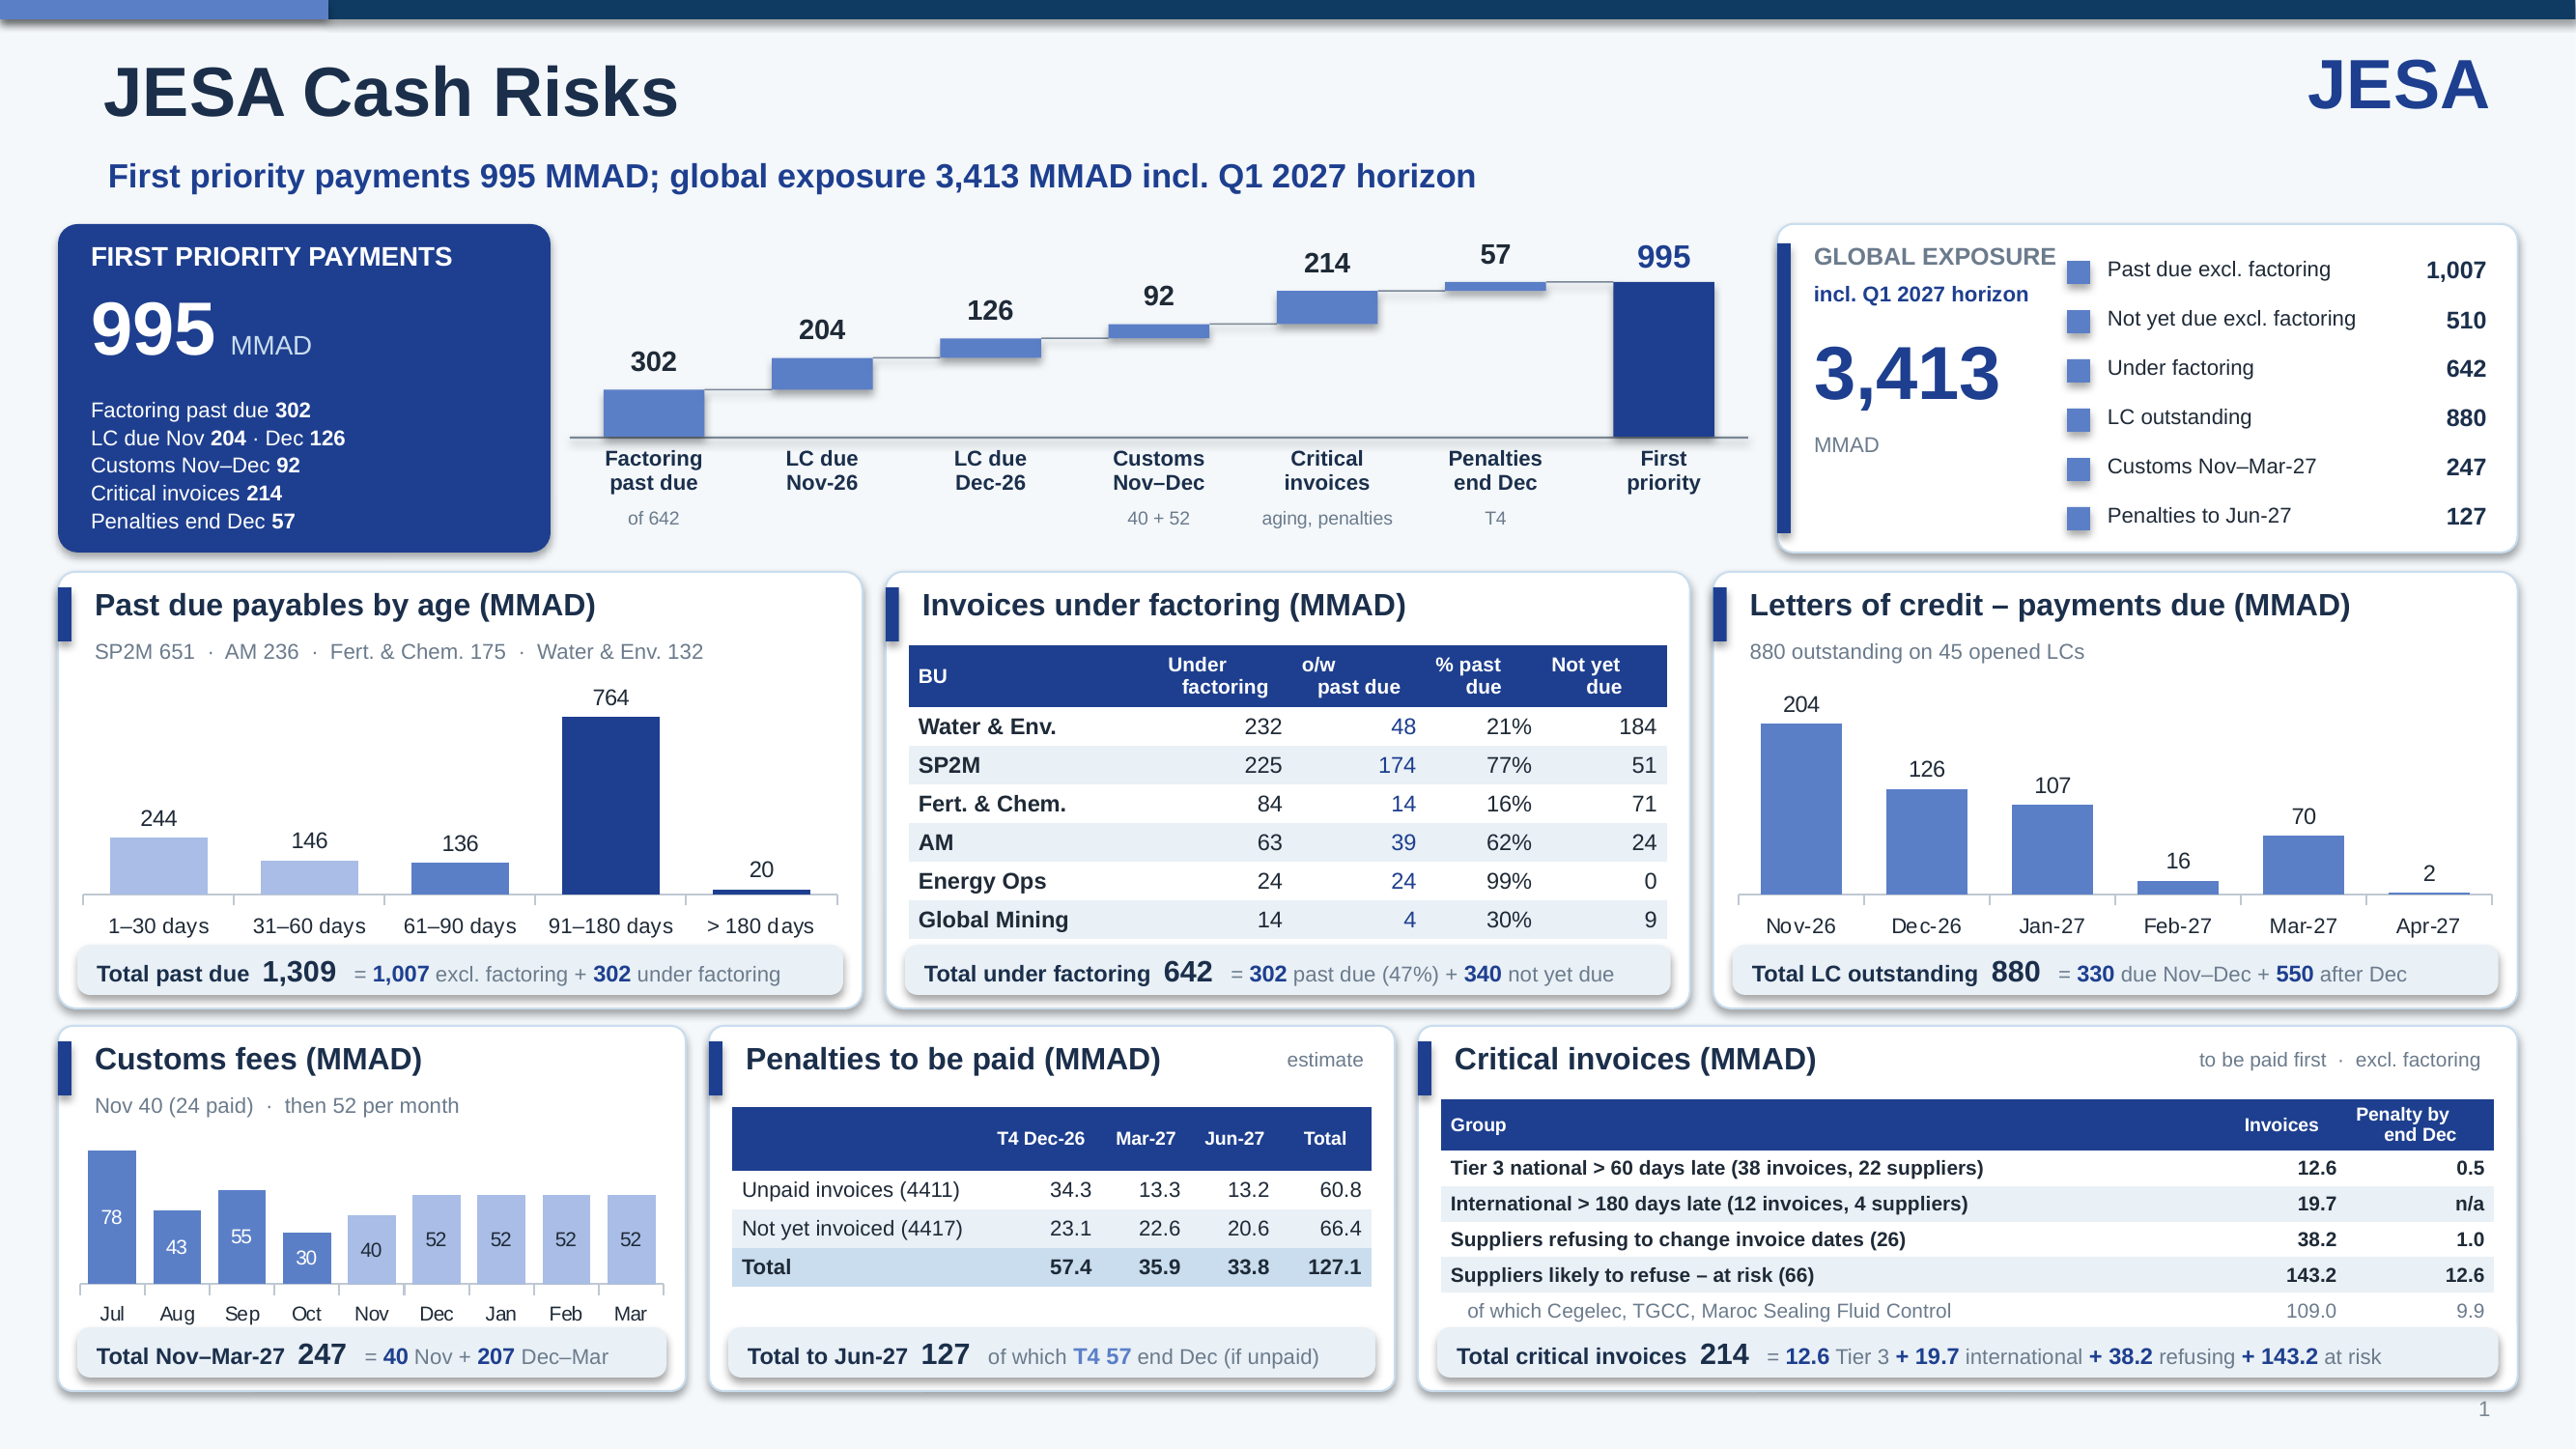 JESA Cash Risks
JESA
First priority payments 995 MMAD; global exposure 3,413 MMAD incl. Q1 2027 horizon
FIRST PRIORITY PAYMENTS
995 MMAD
Factoring past due 302
LC due Nov 204 · Dec 126
Customs Nov–Dec 92
Critical invoices 214
Penalties end Dec 57
302
204
126
92
214
57
995
Factoring past due
LC due Nov-26
LC due Dec-26
Customs Nov–Dec
Critical invoices
Penalties end Dec
First priority
of 642
40 + 52
aging, penalties
T4
GLOBAL EXPOSURE
incl. Q1 2027 horizon
3,413
MMAD
Past due excl. factoring 1,007
Not yet due excl. factoring 510
Under factoring 642
LC outstanding 880
Customs Nov–Mar-27 247
Penalties to Jun-27 127
Past due payables by age (MMAD)
SP2M 651 · AM 236 · Fert. & Chem. 175 · Water & Env. 132
244
146
136
764
20
1–30 days 31–60 days 61–90 days 91–180 days > 180 days
Total past due 1,309 = 1,007 excl. factoring + 302 under factoring
Invoices under factoring (MMAD)
BU Under factoring o/w past due % past due Not yet due
Water & Env. 232 48 21% 184
SP2M 225 174 77% 51
Fert. & Chem. 84 14 16% 71
AM 63 39 62% 24
Energy Ops 24 24 99% 0
Global Mining 14 4 30% 9
Total under factoring 642 = 302 past due (47%) + 340 not yet due
Letters of credit – payments due (MMAD)
880 outstanding on 45 opened LCs
204
126
107
16
70
2
Nov-26 Dec-26 Jan-27 Feb-27 Mar-27 Apr-27
Total LC outstanding 880 = 330 due Nov–Dec + 550 after Dec
Customs fees (MMAD)
Nov 40 (24 paid) · then 52 per month
78 43 55 30 40 52 52 52 52
Jul Aug Sep Oct Nov Dec Jan Feb Mar
Total Nov–Mar-27 247 = 40 Nov + 207 Dec–Mar
Penalties to be paid (MMAD)
estimate
T4 Dec-26 Mar-27 Jun-27 Total
Unpaid invoices (4411) 34.3 13.3 13.2 60.8
Not yet invoiced (4417) 23.1 22.6 20.6 66.4
Total 57.4 35.9 33.8 127.1
Total to Jun-27 127 of which T4 57 end Dec (if unpaid)
Critical invoices (MMAD)
to be paid first · excl. factoring
Group Invoices Penalty by end Dec
Tier 3 national > 60 days late (38 invoices, 22 suppliers) 12.6 0.5
International > 180 days late (12 invoices, 4 suppliers) 19.7 n/a
Suppliers refusing to change invoice dates (26) 38.2 1.0
Suppliers likely to refuse – at risk (66) 143.2 12.6
of which Cegelec, TGCC, Maroc Sealing Fluid Control 109.0 9.9
Total critical invoices 214 = 12.6 Tier 3 + 19.7 international + 38.2 refusing + 143.2 at risk
1